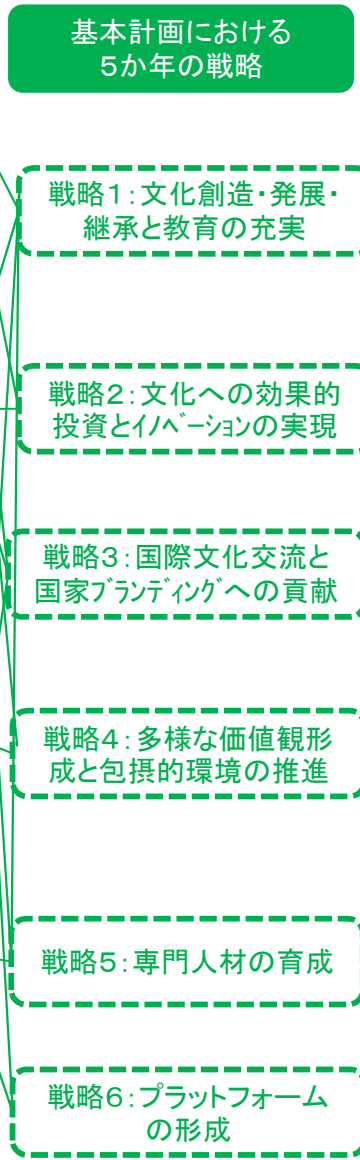 基本計画における
5か年の戦略
戦略1：文化創造・発展・
継承と教育の充実
戦略2：文化への効果的
投資とｲﾉﾍﾞｰｼｮﾝの実現
戦略3：国際文化交流と
国家ﾌﾞﾗﾝﾃﾞｨﾝｸﾞへの貢献
戦略4：多様な価値観形
成と包摂的環境の推進
戦略5：専門人材の育成
戦略6：プラットフォーム
の形成